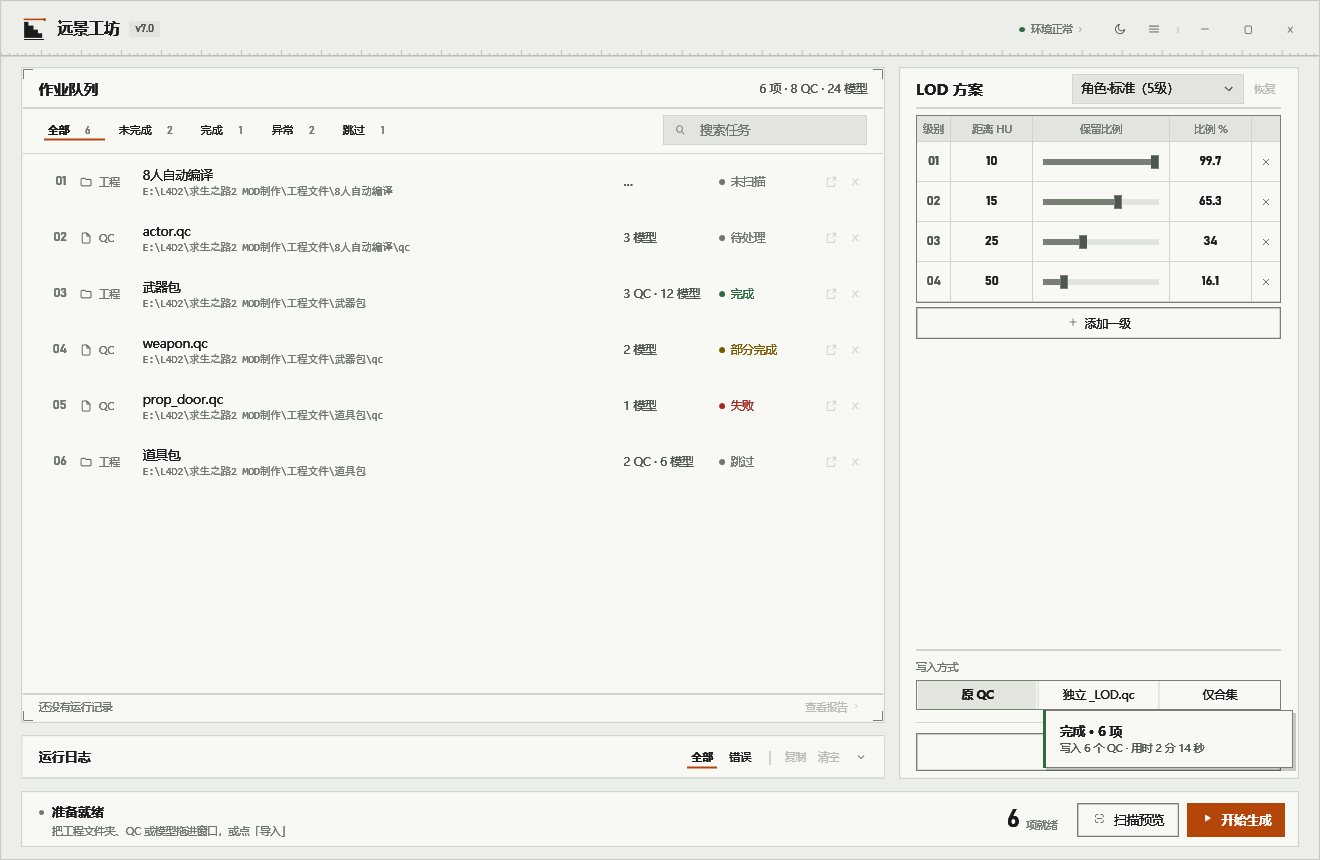 远景工坊 v7.0
环境正常
作业队列
6 项 · 8 QC · 24 模型
全部 6 未完成 2 完成 1 异常 2 跳过 1
搜索任务
01 工程 8人自动编译 ... 未扫描
E:\L4D2\求生之路2 MOD制作\工程文件\8人自动编译
02 QC actor.qc 3 模型 待处理
E:\L4D2\求生之路2 MOD制作\工程文件\8人自动编译\qc
03 工程 武器包 3 QC · 12 模型 完成
E:\L4D2\求生之路2 MOD制作\工程文件\武器包
04 QC weapon.qc 2 模型 部分完成
E:\L4D2\求生之路2 MOD制作\工程文件\武器包\qc
05 QC prop_door.qc 1 模型 失败
E:\L4D2\求生之路2 MOD制作\工程文件\道具包\qc
06 工程 道具包 2 QC · 6 模型 跳过
E:\L4D2\求生之路2 MOD制作\工程文件\道具包
还没有运行记录
查看报告
运行日志
全部 错误 复制 清空
LOD 方案
角色·标准（5级）
恢复
级别 距离 HU 保留比例 比例 %
01 10 99.7
02 15 65.3
03 25 34
04 50 16.1
+ 添加一级
写入方式
原 QC 独立 _LOD.qc 仅合集
完成 • 6 项
写入 6 个 QC · 用时 2 分 14 秒
准备就绪
把工程文件夹、QC 或模型拖进窗口，或点「导入」
6 项就绪
扫描预览
开始生成